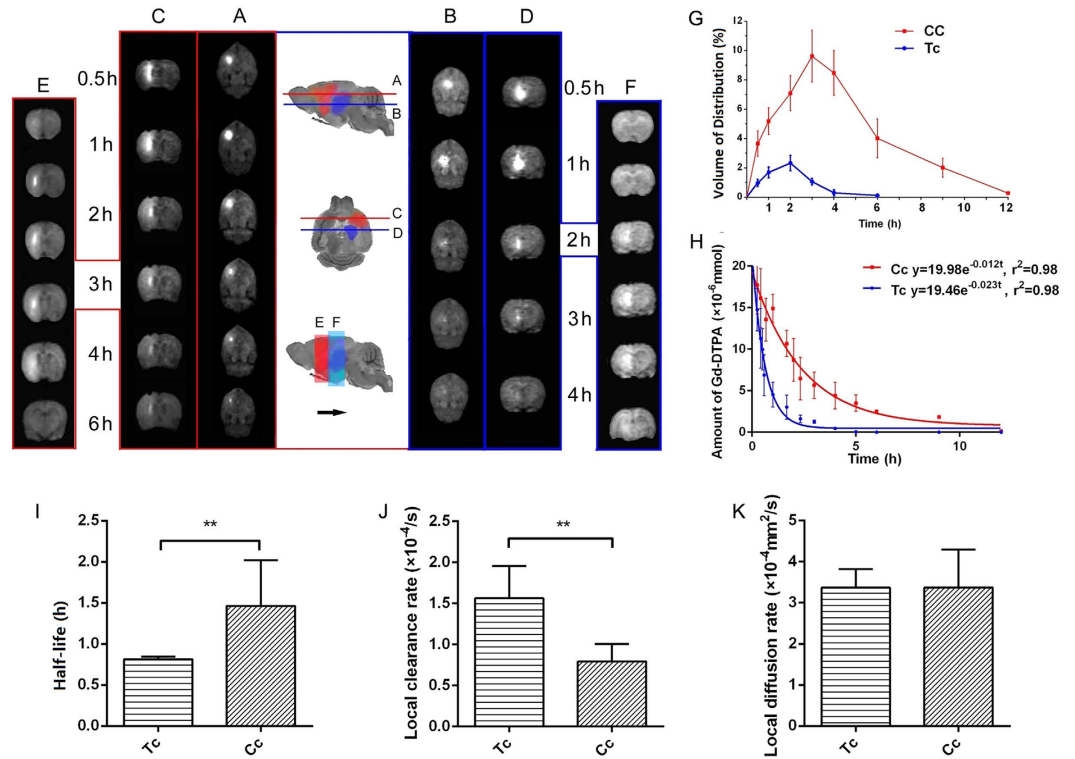 C
A
B
D
E
F
0.5h
1h
2h
3h
4h
6h
A
B
C
D
E F
0.5h
1h
2h
3h
4h
G
Volume of Distribution (%)
12
10
8
6
4
2
0
CC
Tc
1 2 3 4 6 8 10 12
Time (h)
H
Amount of Gd-DTPA (×10⁻⁶mmol)
20
15
10
5
0
Cc y=19.98e^-0.012t, r²=0.98
Tc y=19.46e^-0.023t, r²=0.98
0 5 10
Time (h)
I
Half-life (h)
2.5
2.0
1.5
1.0
0.5
0.0
**
Tc
Cc
J
Local clearance rate (×10⁻⁴/s)
2.5
2.0
1.5
1.0
0.5
0.0
**
Tc
Cc
K
Local diffusion rate (×10⁻⁴mm²/s)
5
4
3
2
1
0
Tc
Cc